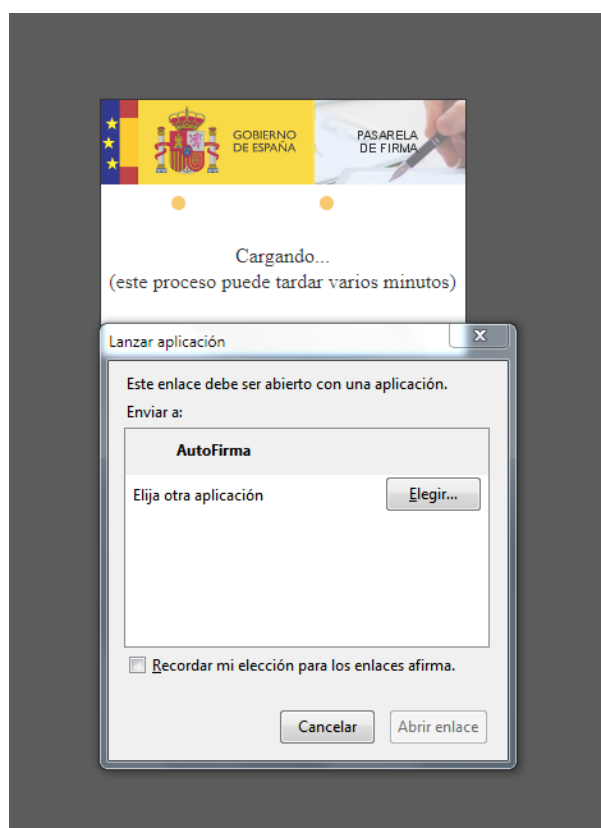 GOBIERNO
DE ESPAÑA
PASARELA
DE FIRMA
Cargando...
(este proceso puede tardar varios minutos)
Lanzar aplicación
Este enlace debe ser abierto con una aplicación.
Enviar a:
AutoFirma
Elija otra aplicación
Elegir...
Recordar mi elección para los enlaces afirma.
Cancelar
Abrir enlace